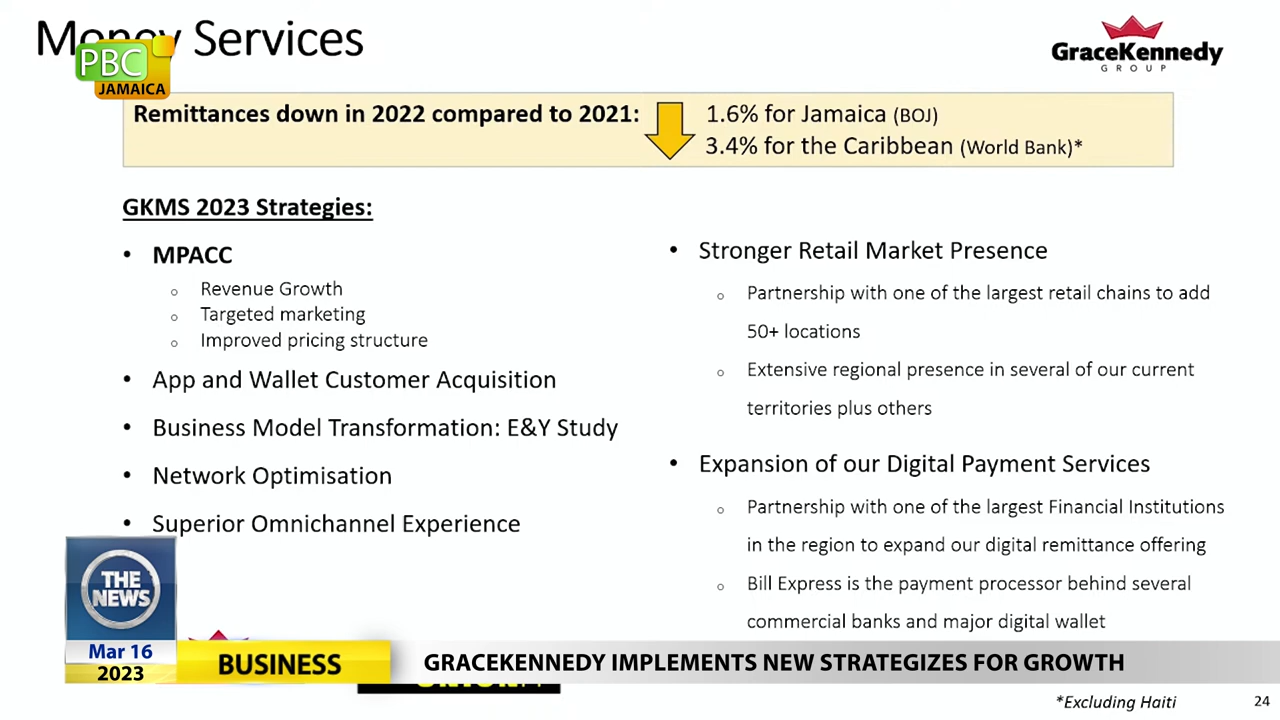 Money Services
PBC
JAMAICA
GraceKennedy
GROUP
Remittances down in 2022 compared to 2021:
1.6% for Jamaica (BOJ)
3.4% for the Caribbean (World Bank)*
GKMS 2023 Strategies:
• MPACC
o Revenue Growth
o Targeted marketing
o Improved pricing structure
• App and Wallet Customer Acquisition
• Business Model Transformation: E&Y Study
• Network Optimisation
• Superior Omnichannel Experience
• Stronger Retail Market Presence
o Partnership with one of the largest retail chains to add
50+ locations
o Extensive regional presence in several of our current
territories plus others
• Expansion of our Digital Payment Services
o Partnership with one of the largest Financial Institutions
in the region to expand our digital remittance offering
o Bill Express is the payment processor behind several
commercial banks and major digital wallet
THE
NEWS
Mar 16
2023
BUSINESS
GRACEKENNEDY IMPLEMENTS NEW STRATEGIZES FOR GROWTH
*Excluding Haiti
24